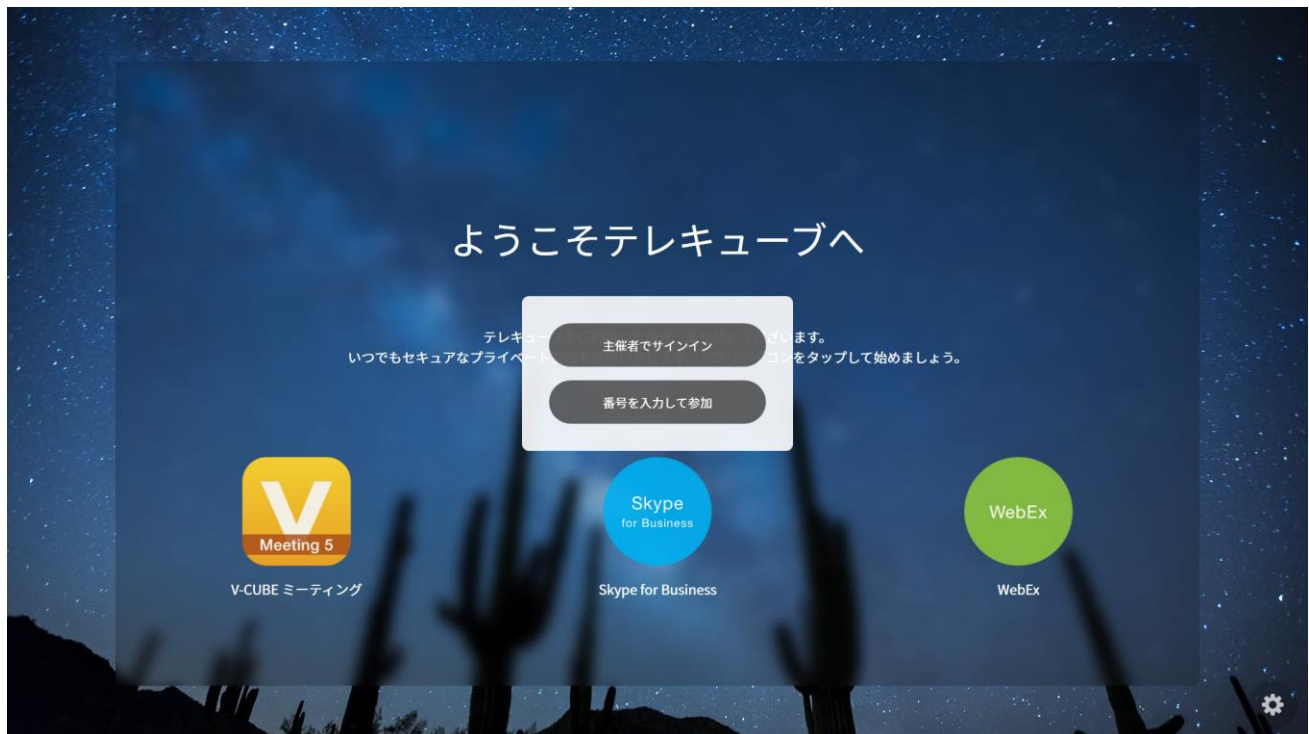 ようこそテレキューブへ
テレキュー ざいます。
いつでもセキュアなプライベート コンをタップして始めましょう。
主催者でサインイン
番号を入力して参加
V
Meeting 5
V-CUBE ミーティング
Skype
for Business
Skype for Business
WebEx
WebEx